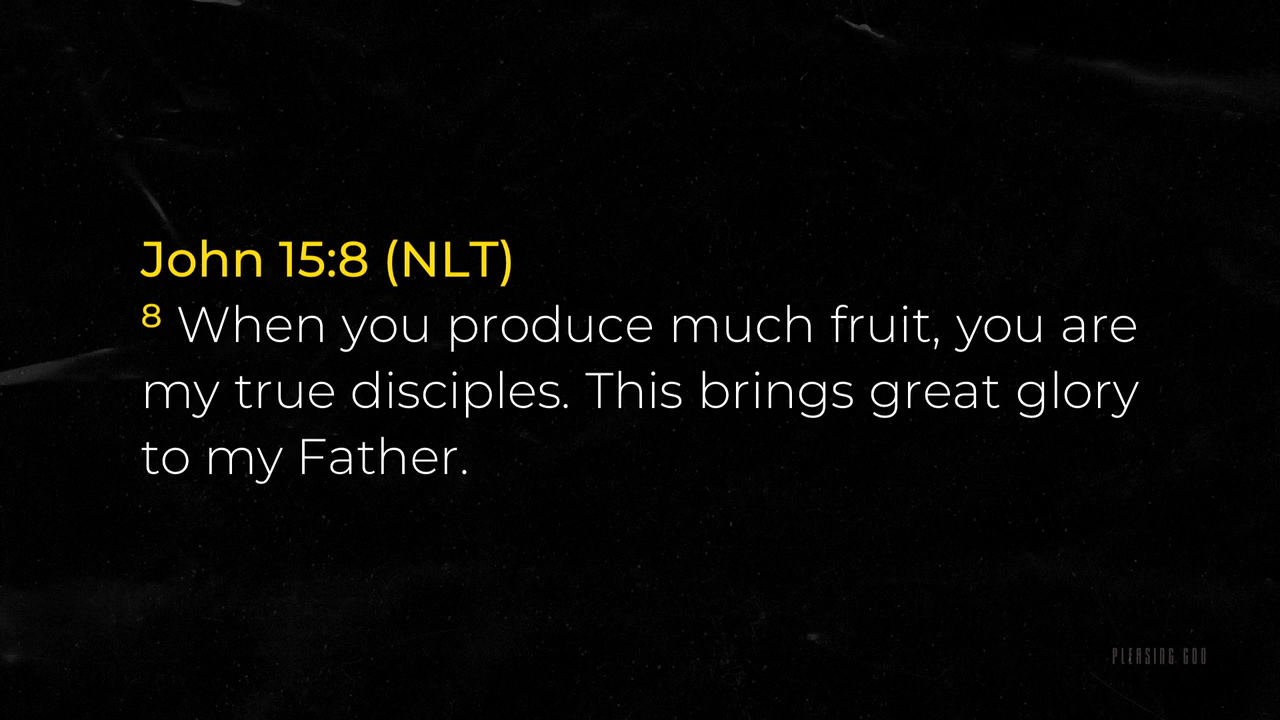 John 15:8 (NLT)
8 When you produce much fruit, you are
my true disciples. This brings great glory
to my Father.
PLEASING GOD